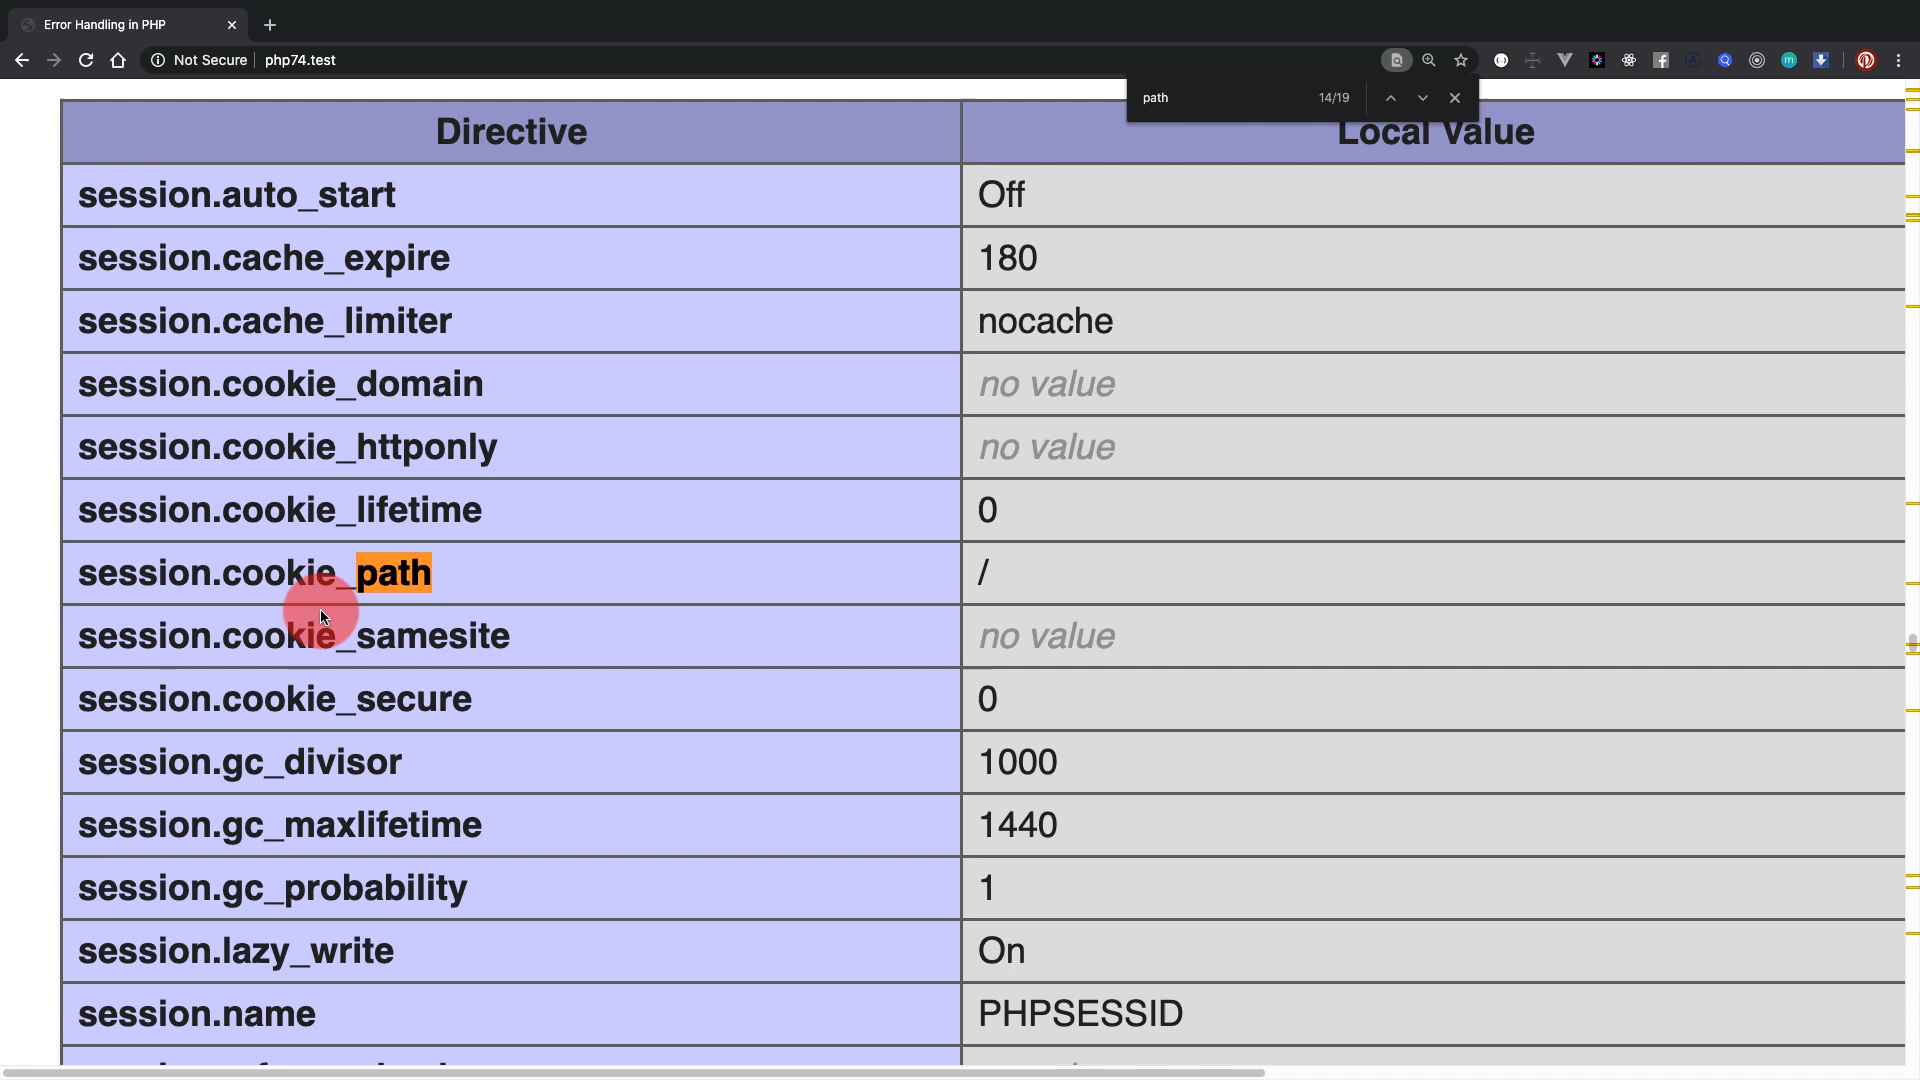 Error Handling in PHP
Not Secure php74.test
path 14/19
Directive Local Value
session.auto_start Off
session.cache_expire 180
session.cache_limiter nocache
session.cookie_domain no value
session.cookie_httponly no value
session.cookie_lifetime 0
session.cookie_path /
session.cookie_samesite no value
session.cookie_secure 0
session.gc_divisor 1000
session.gc_maxlifetime 1440
session.gc_probability 1
session.lazy_write On
session.name PHPSESSID